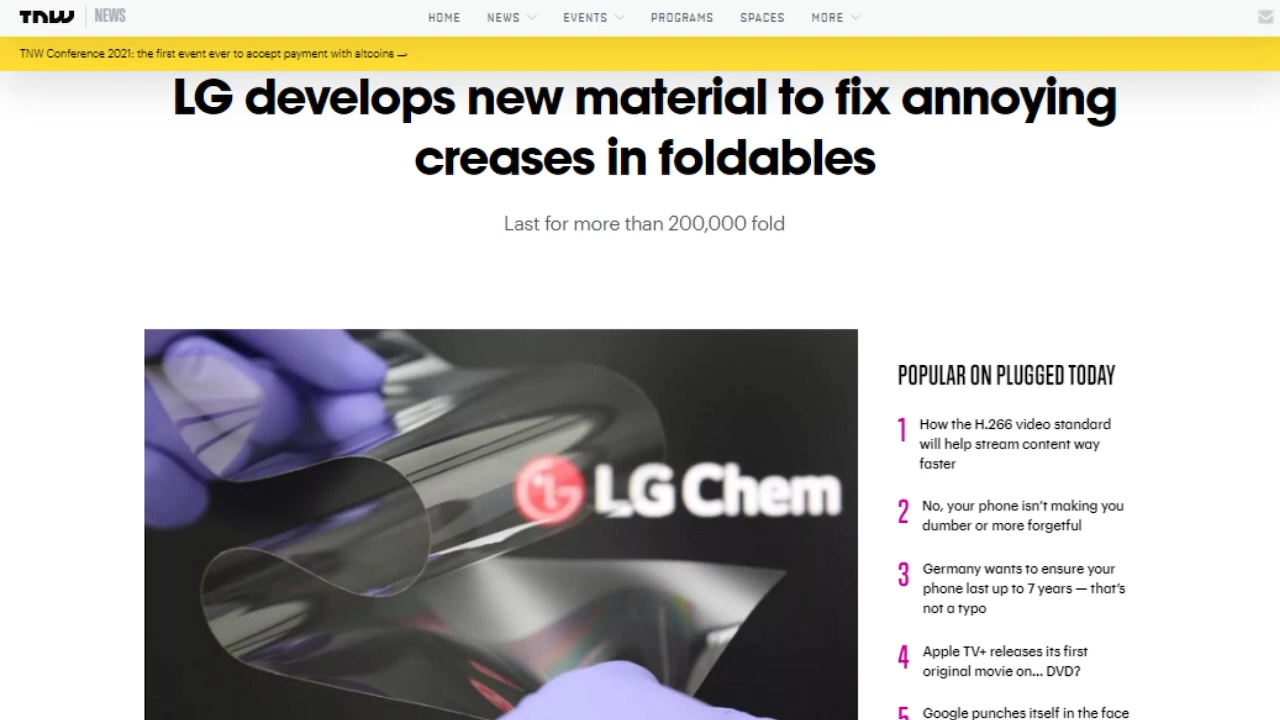 TNW NEWS HOME NEWS EVENTS PROGRAMS SPACES MORE
TNW Conference 2021: the first event ever to accept payment with altcoins →
LG develops new material to fix annoying
creases in foldables
Last for more than 200,000 fold
LG Chem
POPULAR ON PLUGGED TODAY
1 How the H.266 video standard
will help stream content way
faster
2 No, your phone isn't making you
dumber or more forgetful
3 Germany wants to ensure your
phone last up to 7 years — that's
not a typo
4 Apple TV+ releases its first
original movie on... DVD?
5 Google punches itself in the face